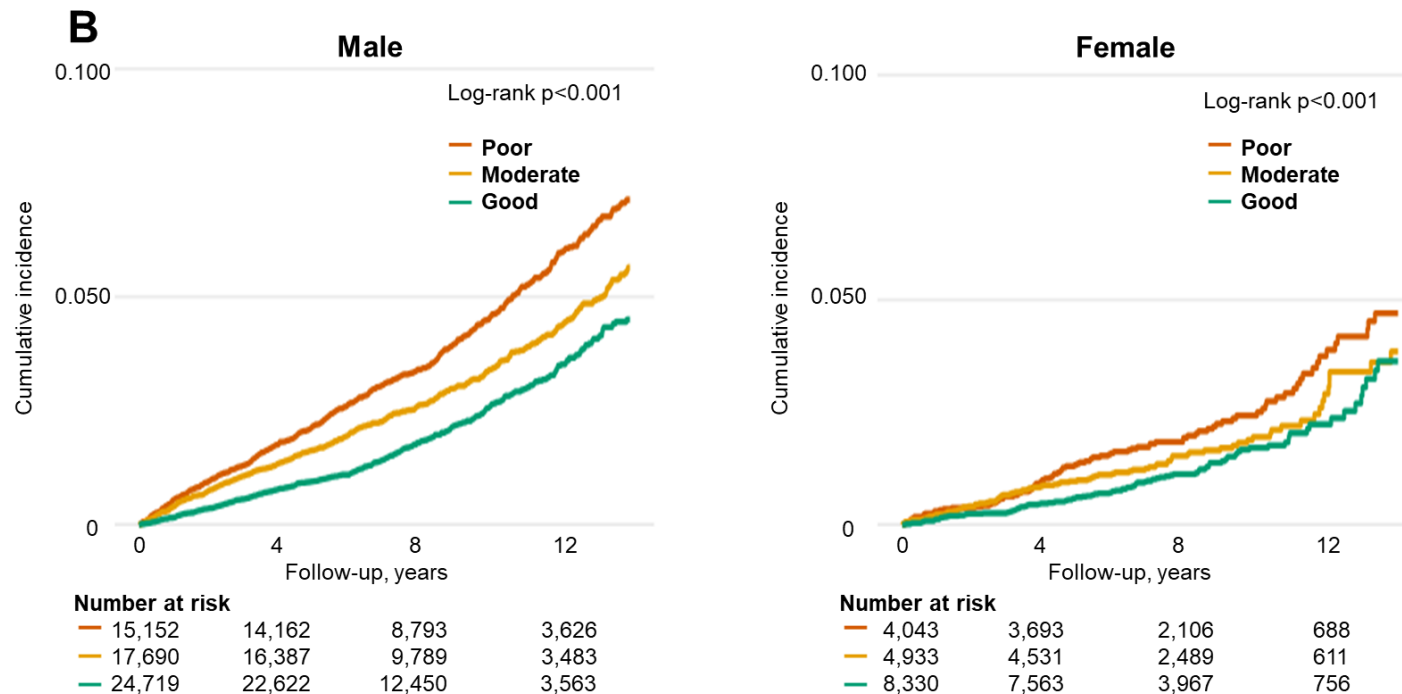 B
Male
0.100
Log-rank p<0.001
Poor
Moderate
Good
Cumulative incidence
0.050
0
0 4 8 12
Follow-up, years
Number at risk
15,152 14,162 8,793 3,626
17,690 16,387 9,789 3,483
24,719 22,622 12,450 3,563
Female
0.100
Log-rank p<0.001
Poor
Moderate
Good
Cumulative incidence
0.050
0
0 4 8 12
Follow-up, years
Number at risk
4,043 3,693 2,106 688
4,933 4,531 2,489 611
8,330 7,563 3,967 756